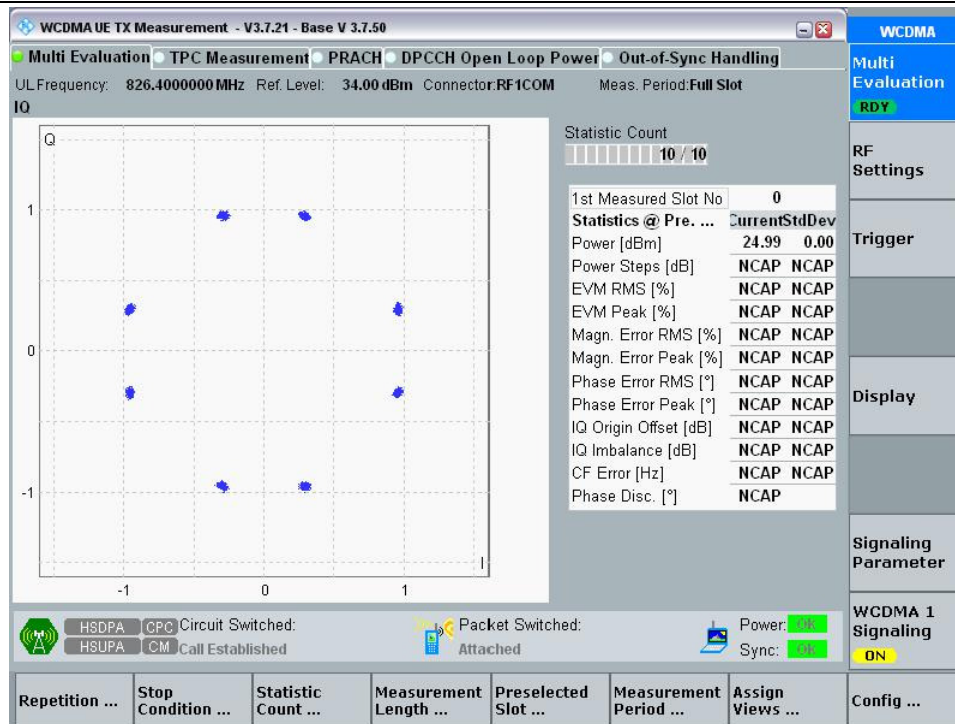 WCDMA UE TX Measurement - V3.7.21 - Base V 3.7.50
Multi Evaluation TPC Measurement PRACH DPCCH Open Loop Power Out-of-Sync Handling
UL Frequency: 826.4000000 MHz Ref. Level: 34.00 dBm Connector: RF1COM Meas. Period: Full Slot
IQ
Q
1
0
-1
-1 0 1
I
Statistic Count
10 / 10
1st Measured Slot No 0
Statistics @ Pre. ... Current StdDev
Power [dBm] 24.99 0.00
Power Steps [dB] NCAP NCAP
EVM RMS [%] NCAP NCAP
EVM Peak [%] NCAP NCAP
Magn. Error RMS [%] NCAP NCAP
Magn. Error Peak [%] NCAP NCAP
Phase Error RMS [°] NCAP NCAP
Phase Error Peak [°] NCAP NCAP
IQ Origin Offset [dB] NCAP NCAP
IQ Imbalance [dB] NCAP NCAP
CF Error [Hz] NCAP NCAP
Phase Disc. [°] NCAP
HSDPA CPC Circuit Switched:
HSUPA CM Call Established
Packet Switched:
Attached
Power: OK
Sync: OK
WCDMA
Multi
Evaluation
RDY
RF
Settings
Trigger
Display
Signaling
Parameter
WCDMA 1
Signaling
ON
Repetition ...
Stop
Condition ...
Statistic
Count ...
Measurement
Length ...
Preselected
Slot ...
Measurement
Period ...
Assign
Views ...
Config ...